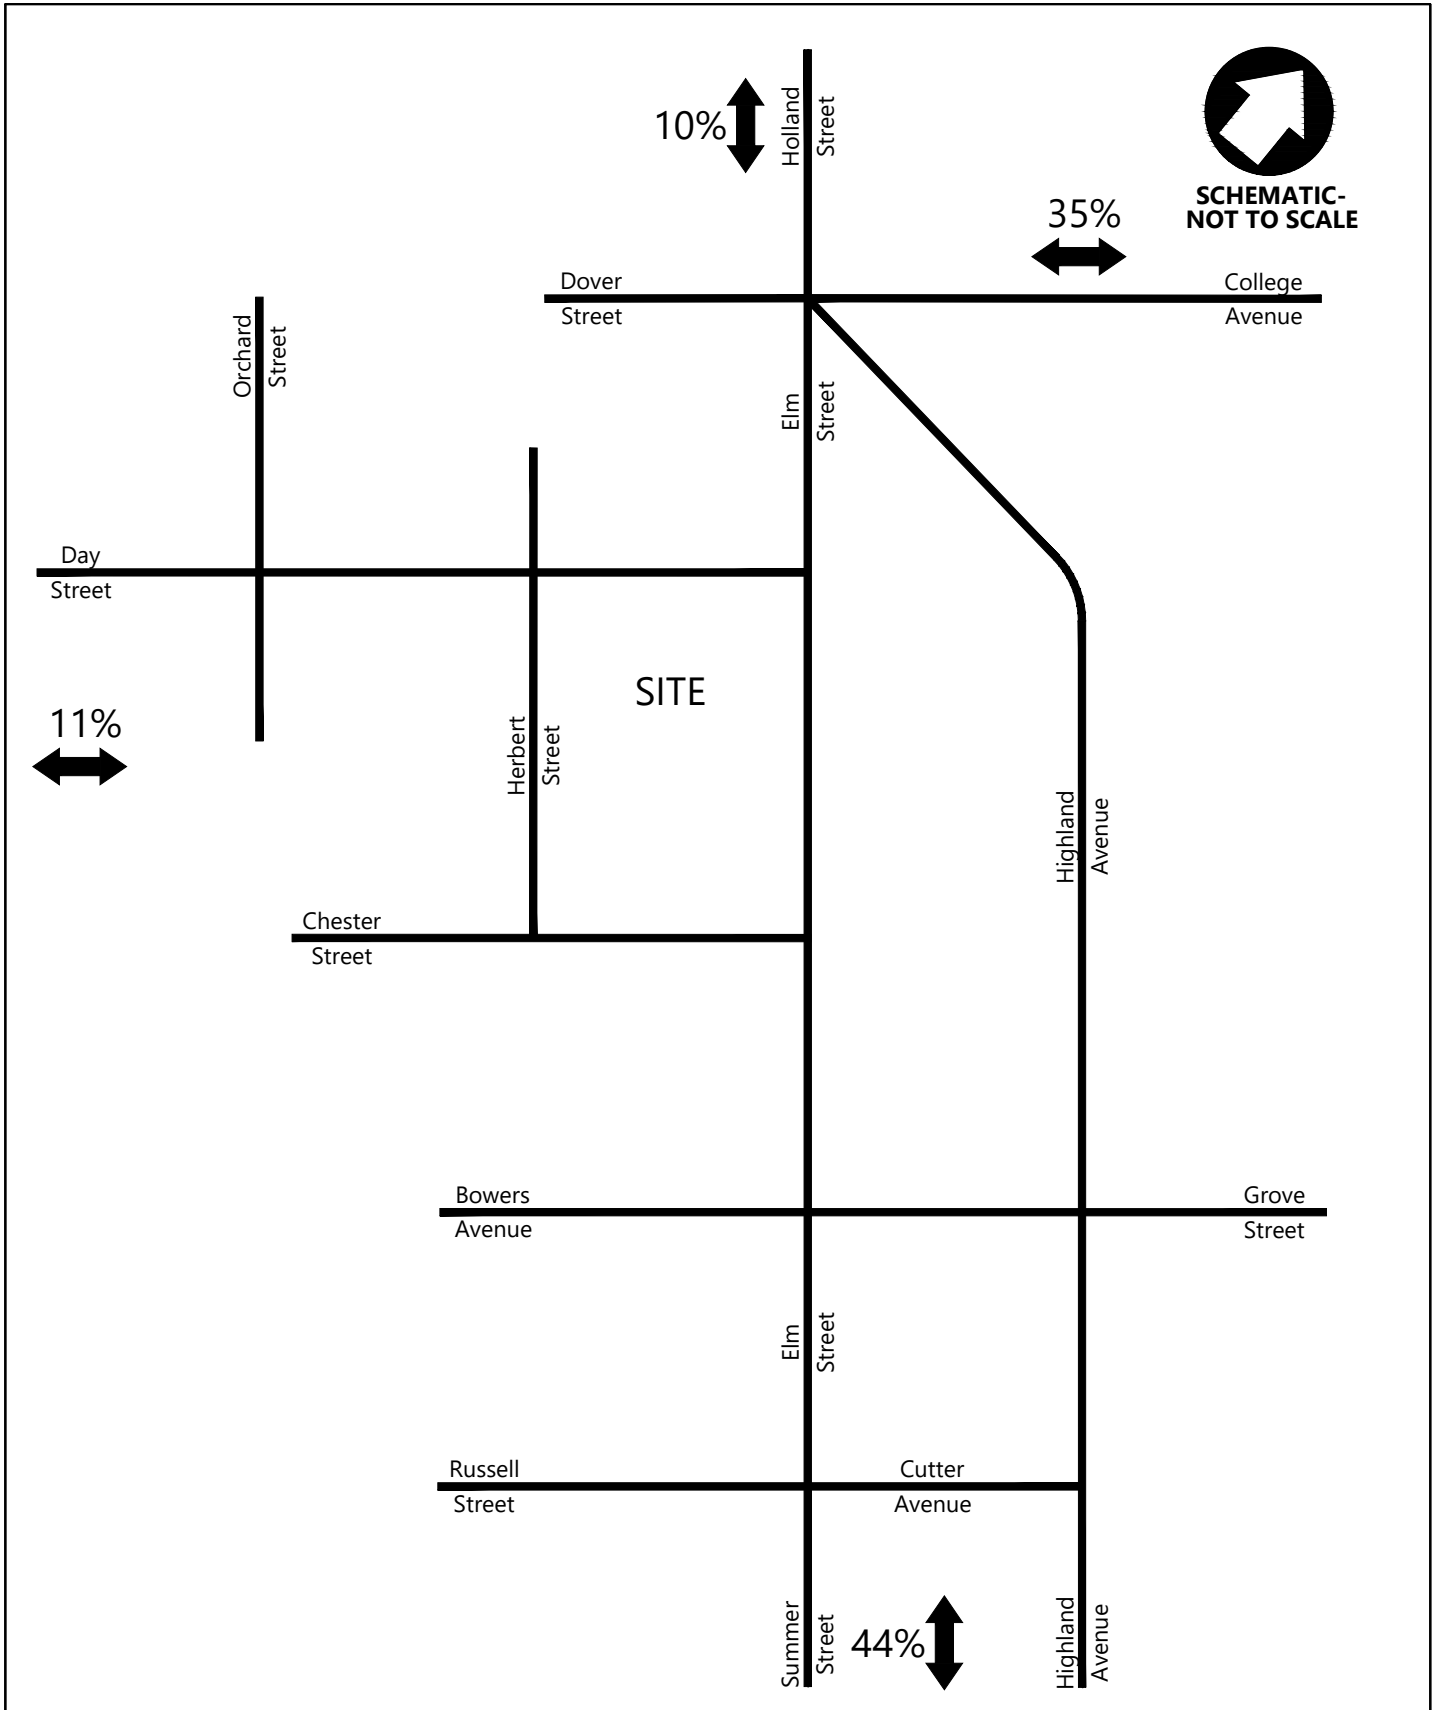 10%
Holland
Street
SCHEMATIC-
NOT TO SCALE
35%
Dover
Street
College
Avenue
Orchard
Street
Elm
Street
Day
Street
SITE
11%
Herbert
Street
Highland
Avenue
Chester
Street
Bowers
Avenue
Grove
Street
Elm
Street
Russell
Street
Cutter
Avenue
Summer
Street
44%
Highland
Avenue